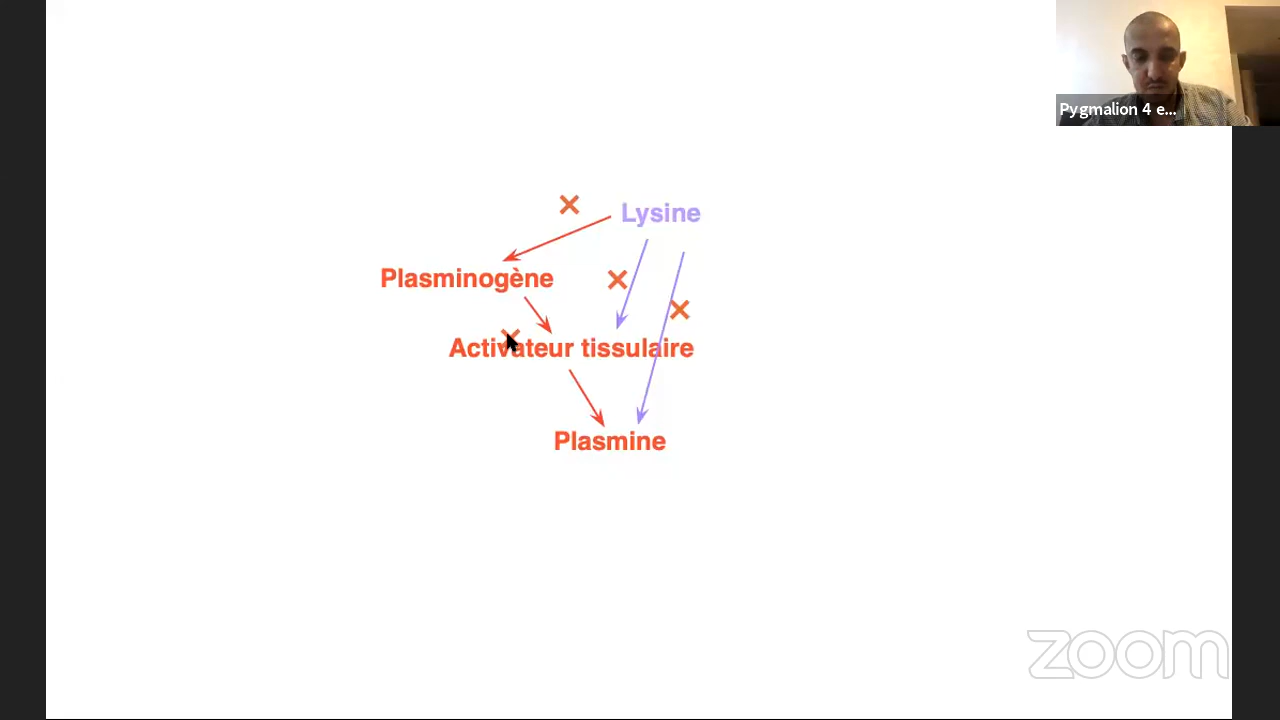 Pygmalion 4 e...
Lysine
Plasminogène
Activateur tissulaire
Plasmine
zoom